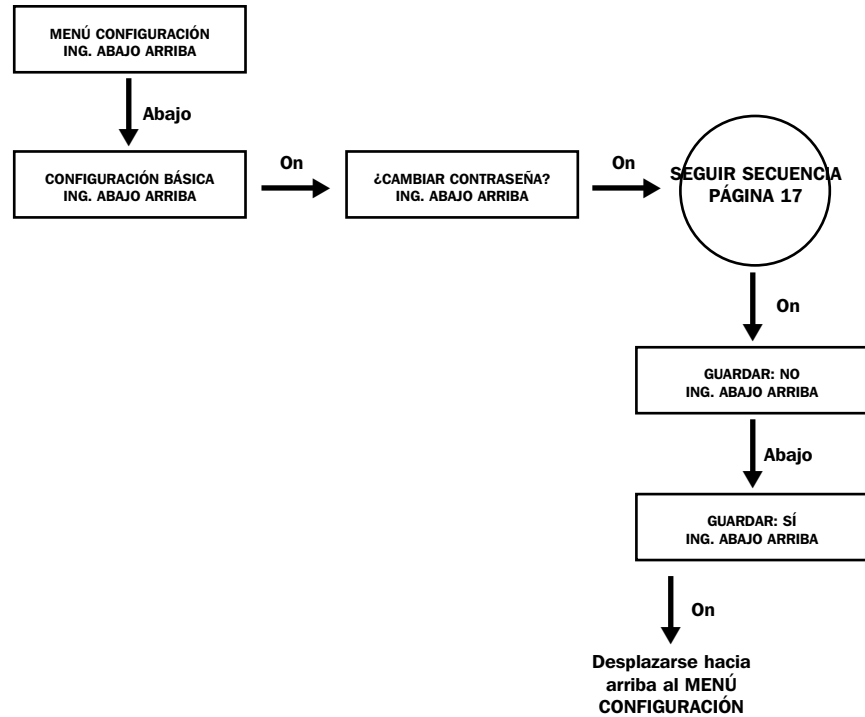 MENÚ CONFIGURACIÓN
ING. ABAJO ARRIBA
Abajo
CONFIGURACIÓN BÁSICA
ING. ABAJO ARRIBA
On
¿CAMBIAR CONTRASEÑA?
ING. ABAJO ARRIBA
On
SEGUIR SECUENCIA
PÁGINA 17
On
GUARDAR: NO
ING. ABAJO ARRIBA
Abajo
GUARDAR: SÍ
ING. ABAJO ARRIBA
On
Desplazarse hacia
arriba al MENÚ
CONFIGURACIÓN